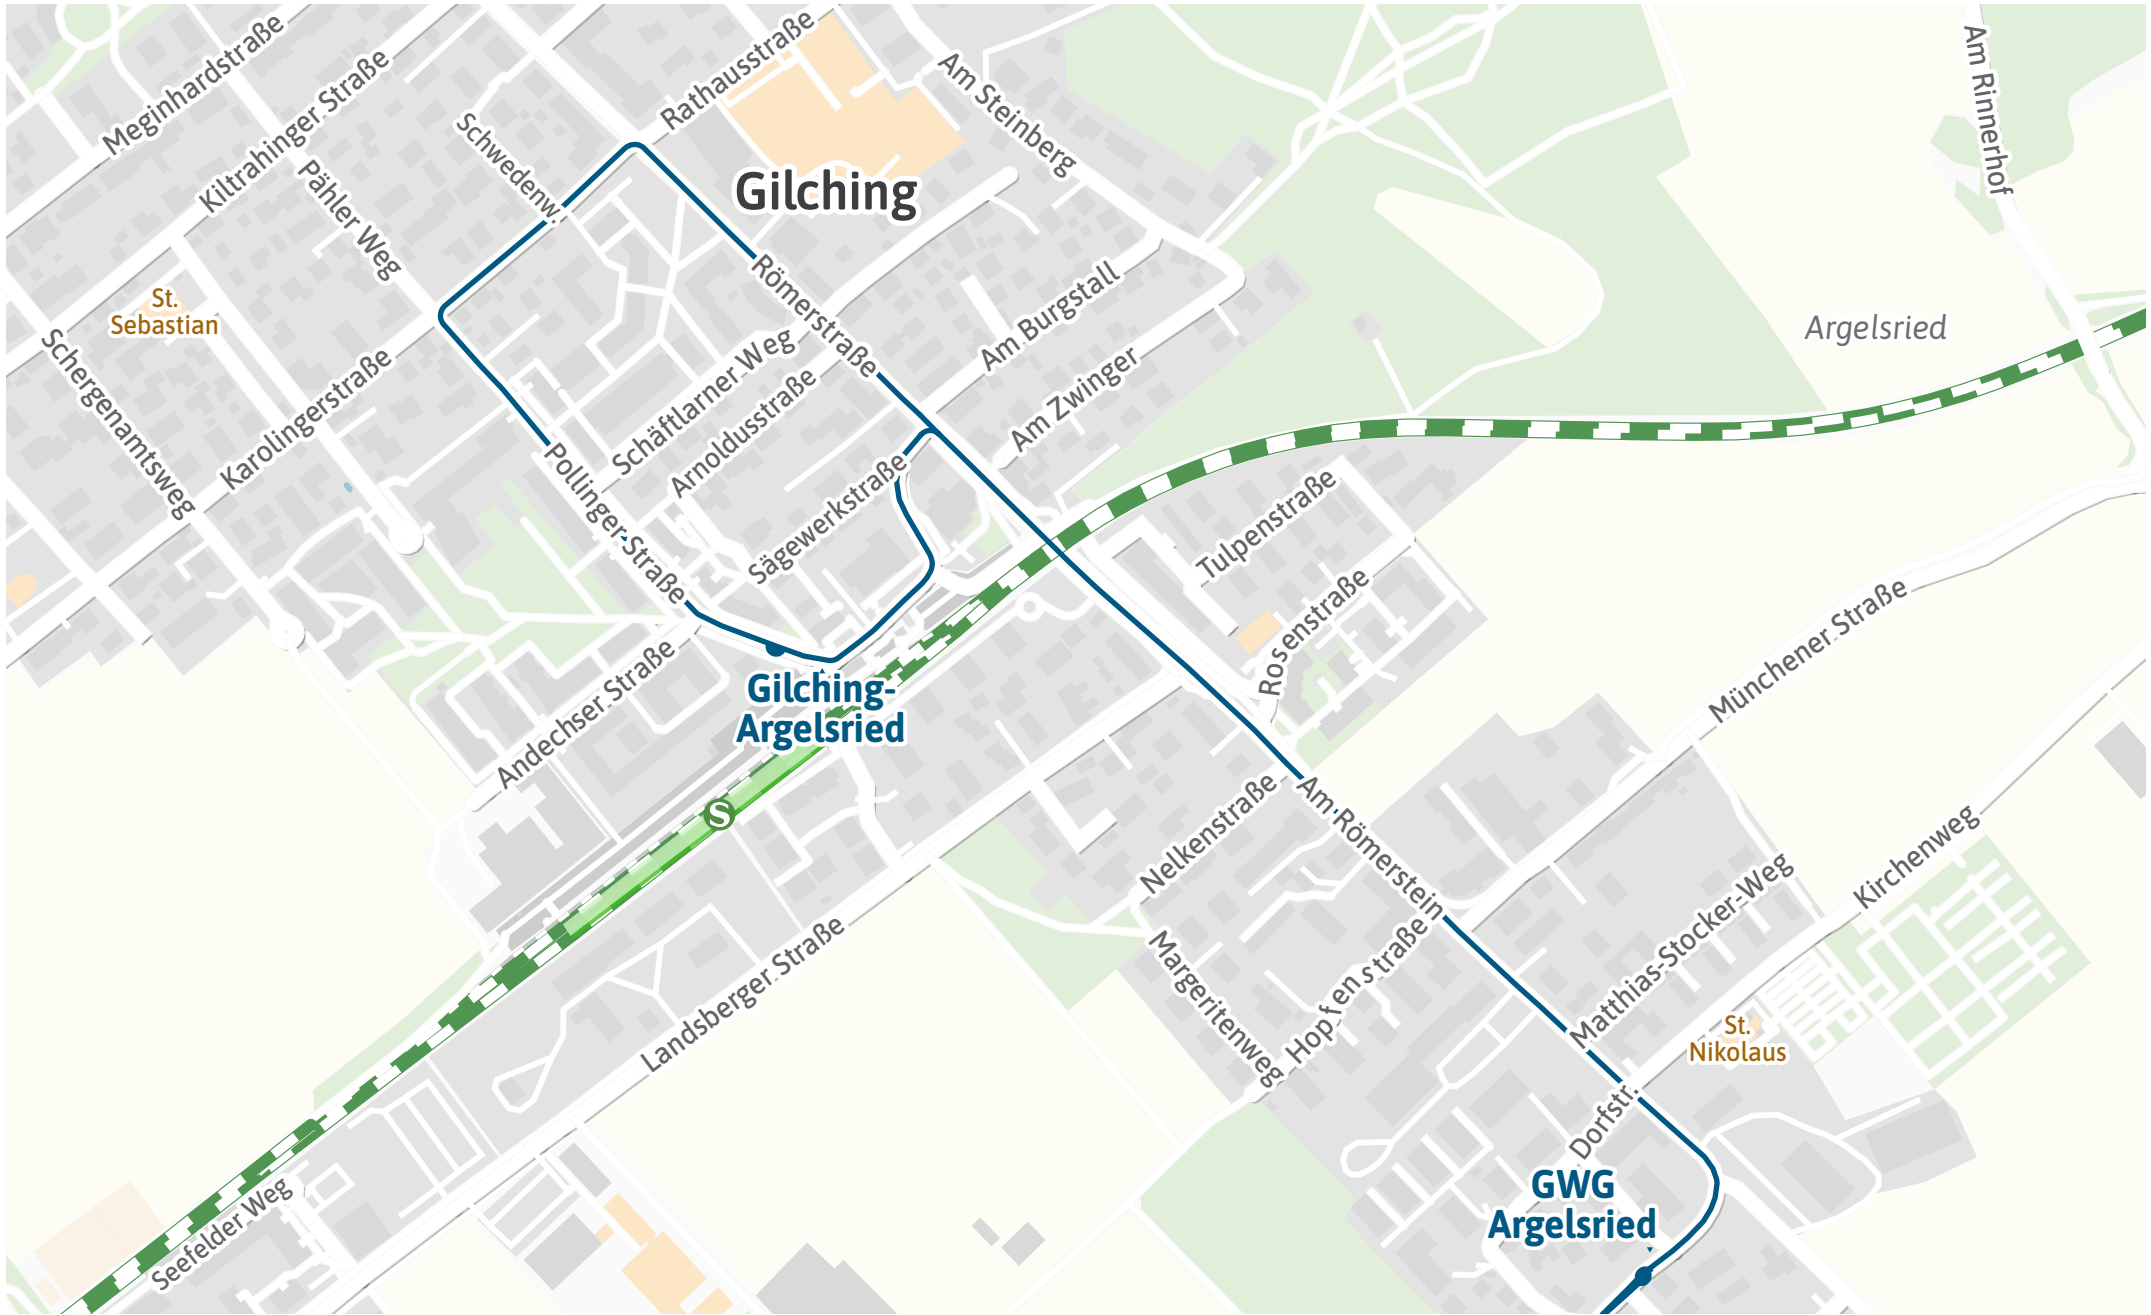 Meginhardstraße
Kiltrahinger Straße
Rathausstraße
Am Steinberg
Am Rinnerhof
Schwedenw.
Pähler Weg
Gilching
St.
Sebastian
Römerstraße
Am Burgstall
Argelsried
Schergenamtsweg
Karolingerstraße
Schäftlarner Weg
Arnoldusstraße
Am Zwinger
Pollinger Straße
Sägewerkstraße
Tulpenstraße
Rosenstraße
Münchener Straße
Andechser Straße
Gilching-
Argelsried
S
Nelkenstraße
Am Römerstein
Kirchenweg
Matthias-Stocker-Weg
Landsberger Straße
Margeritenweg
Hopfenstraße
St.
Nikolaus
Dorfstr.
GWG
Argelsried
Seefelder Weg